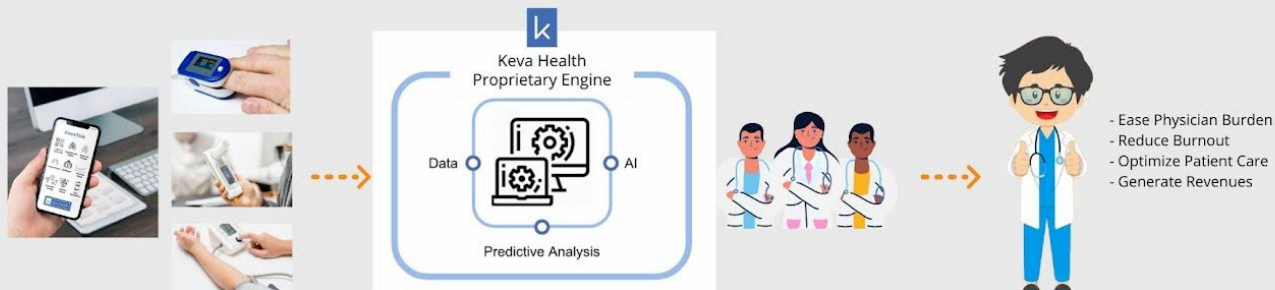 k
Keva Health
Proprietary Engine
Data
AI
Predictive Analysis
- Ease Physician Burden
- Reduce Burnout
- Optimize Patient Care
- Generate Revenues